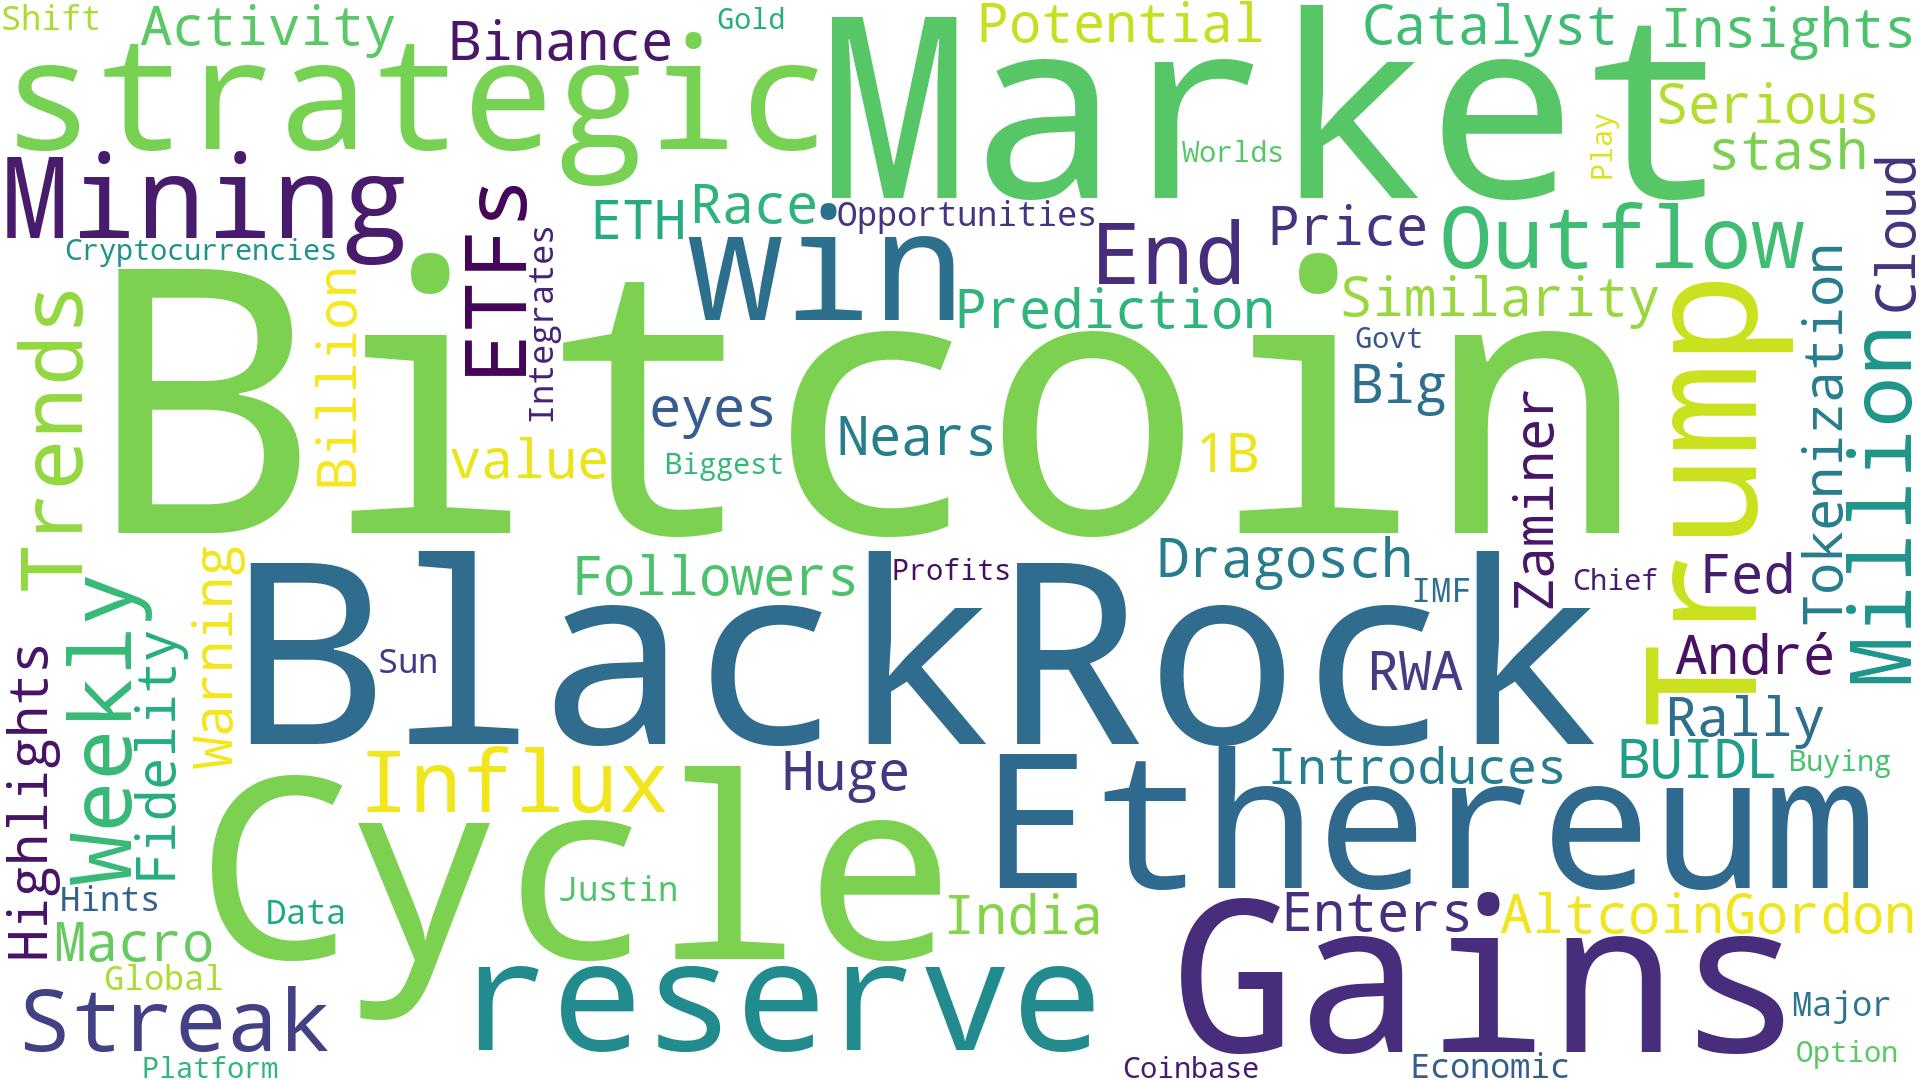 Shift
Activity
Binance
Gold
Potential
Catalyst
Insights
strategic
Market
Serious
stash
Play
Worlds
Mining
ETFs
ETH
Race
Opportunities
End
Price
Outflow
Cloud
Cryptocurrencies
Integrates
win
Prediction
Similarity
Tokenization
Trends
Billion
Bitcoin
Govt
Big
Trump
Million
eyes
Nears
value
Biggest
1B
Zaminer
Weekly
Warning
Followers
Profits
Dragosch
IMF
Chief
Fed
BlackRock
Sun
RWA
André
Rally
Highlights
Fidelity
Influx
Huge
Introduces
BUIDL
Buying
Cycle
Ethereum
Hints
Data
Justin
India
Enters
AltcoinGordon
Macro
Global
Streak
reserve
Gains
Major
Platform
Coinbase
Economic
Option